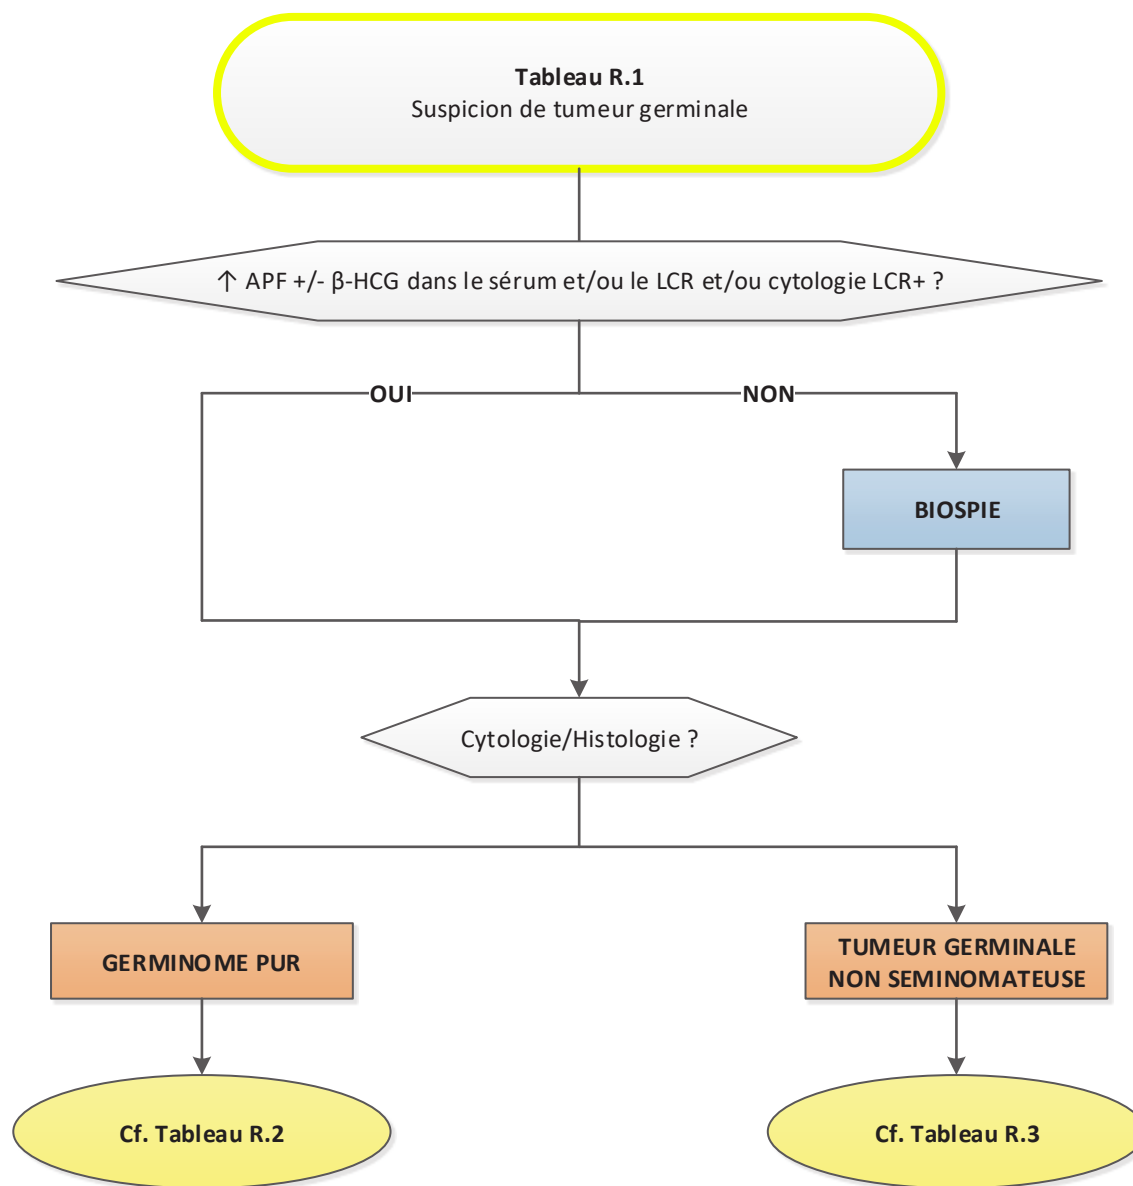 Tableau R.1
Suspicion de tumeur germinale
↑ APF +/- β-HCG dans le sérum et/ou le LCR et/ou cytologie LCR+ ?
OUI
NON
BIOSPIE
Cytologie/Histologie ?
GERMINOME PUR
TUMEUR GERMINALE
NON SEMINOMATEUSE
Cf. Tableau R.2
Cf. Tableau R.3